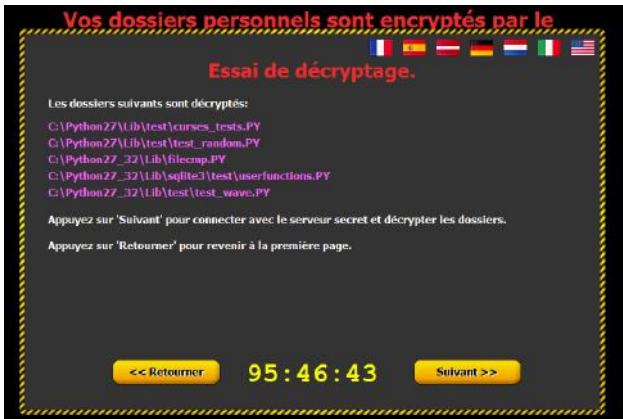 Vos dossiers personnels sont encryptés par le
Essai de décryptage.
Les dossiers suivants sont décryptés:
C:\Python27\Lib\test\curses_tests.PY
C:\Python27\Lib\test\test_random.PY
C:\Python27_32\Lib\filecmp.PY
C:\Python27_32\Lib\sqlite3\test\userfunctions.PY
C:\Python27_32\Lib\test\test_wave.PY
Appuyez sur 'Suivant' pour connecter avec le serveur secret et décrypter les dossiers.
Appuyez sur 'Retourner' pour revenir à la première page.
<< Retourner
95:46:43
Suivant >>